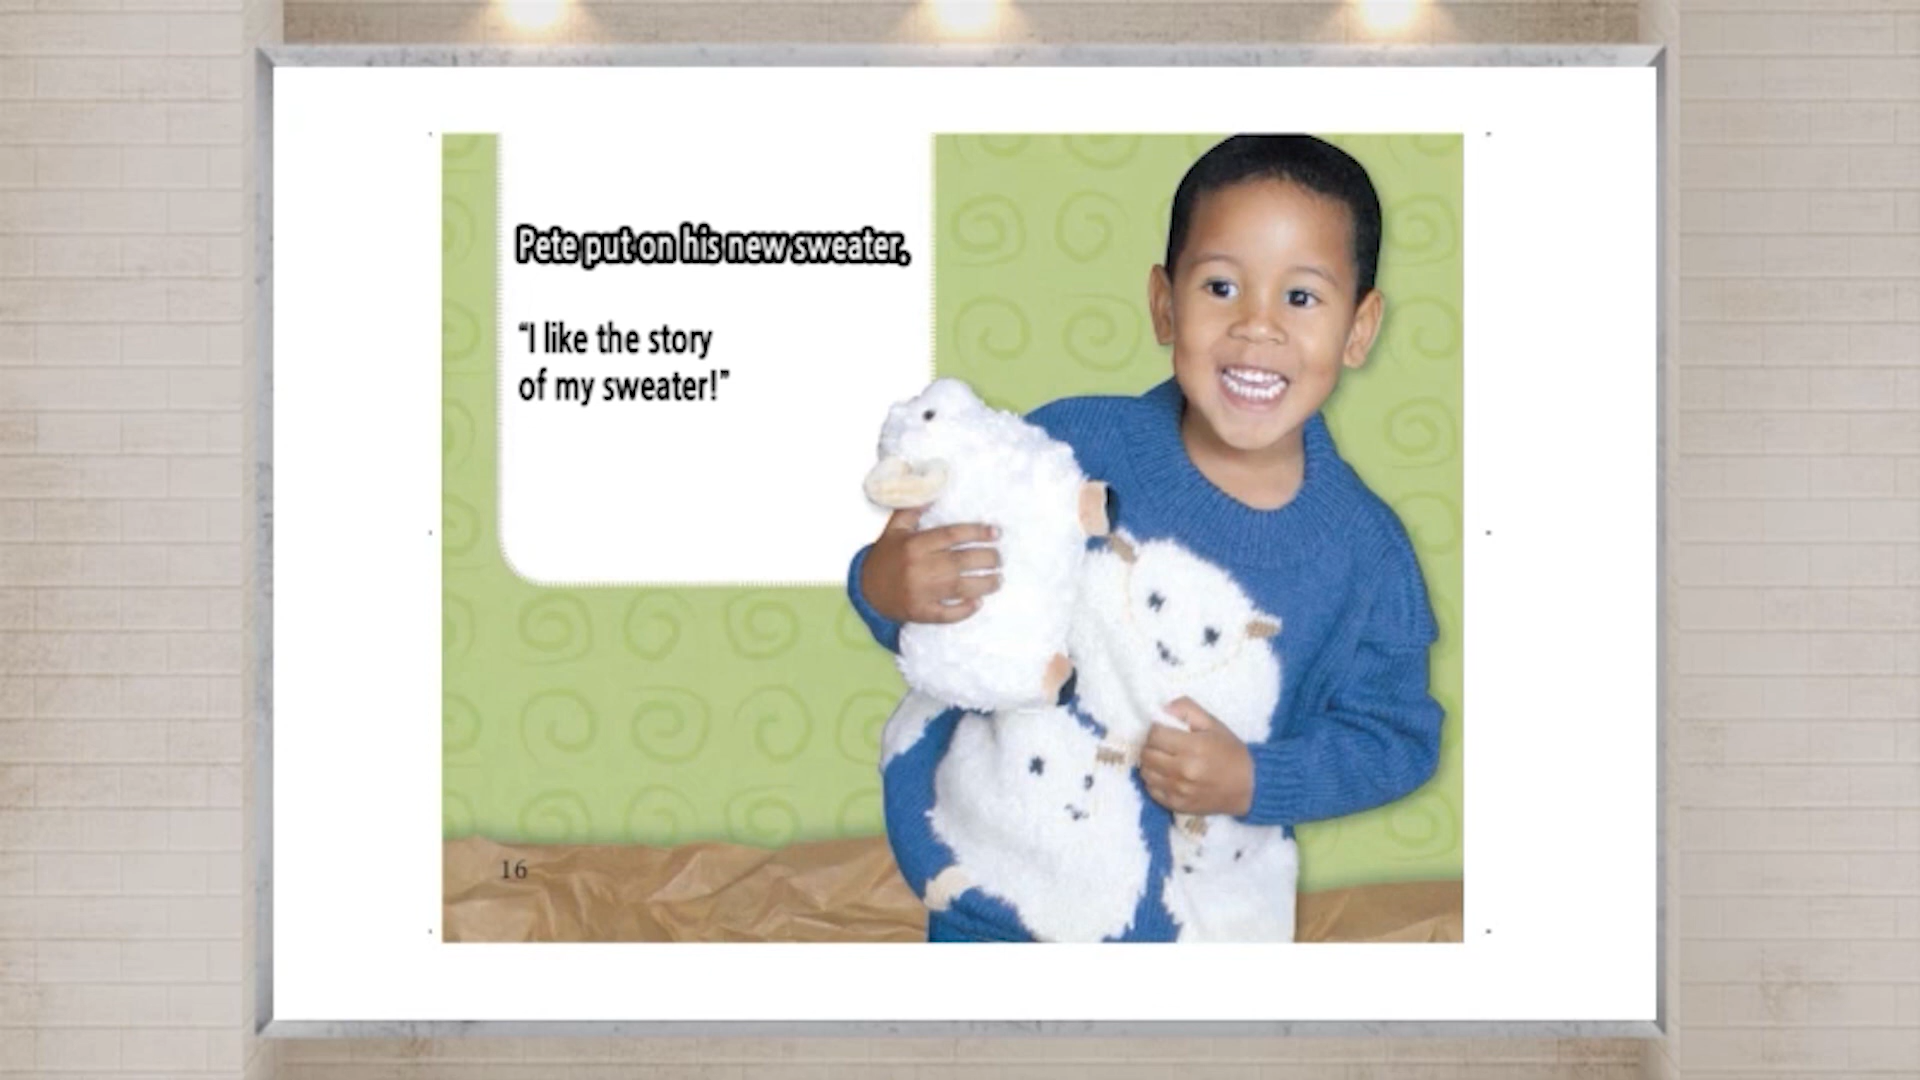 Pete put on his new sweater.
“I like the story
of my sweater!”
16